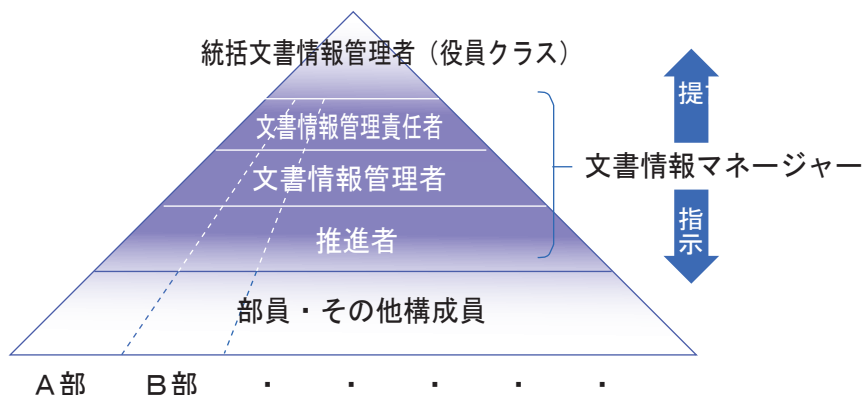 統括文書情報管理者（役員クラス）
文書情報管理責任者
文書情報管理者
推進者
部員・その他構成員
A部 B部 ・ ・ ・ ・ ・
提
文書情報マネージャー
指示